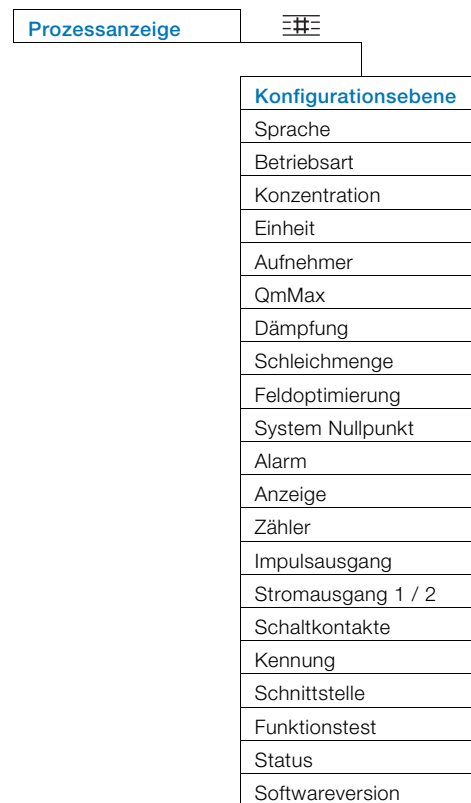 Prozessanzeige
Konfigurationsebene
Sprache
Betriebsart
Konzentration
Einheit
Aufnehmer
QmMax
Dämpfung
Schleichmenge
Feldoptimierung
System Nullpunkt
Alarm
Anzeige
Zähler
Impulsausgang
Stromausgang 1 / 2
Schaltkontakte
Kennung
Schnittstelle
Funktionstest
Status
Softwareversion